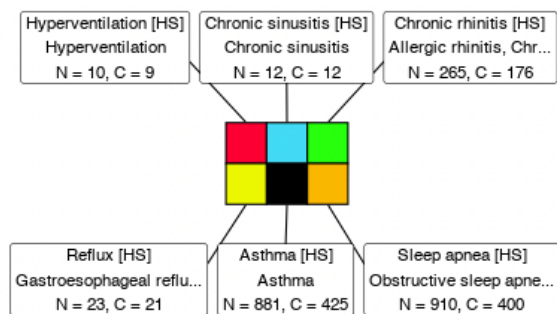 Hyperventilation [HS]
Hyperventilation
N = 10, C = 9
Chronic sinusitis [HS]
Chronic sinusitis
N = 12, C = 12
Chronic rhinitis [HS]
Allergic rhinitis, Chr...
N = 265, C = 176
Reflux [HS]
Gastroesophageal reflu...
N = 23, C = 21
Asthma [HS]
Asthma
N = 881, C = 425
Sleep apnea [HS]
Obstructive sleep apne...
N = 910, C = 400